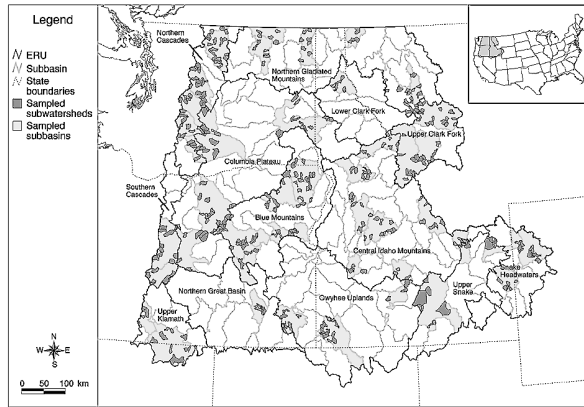 Legend
ERU
Subbasin
State
boundaries
Sampled
subwatersheds
Sampled
subbasins
N
W
E
S
0 50 100 km
Northern
Cascades
Northern Glaciated
Mountains
Lower Clark Fork
Upper Clark Fork
Columbia Plateau
Southern
Cascades
Blue Mountains
Central Idaho Mountains
Snake
Headwaters
Upper
Snake
Northern Great Basin
Owyhee Uplands
Upper
Klamath